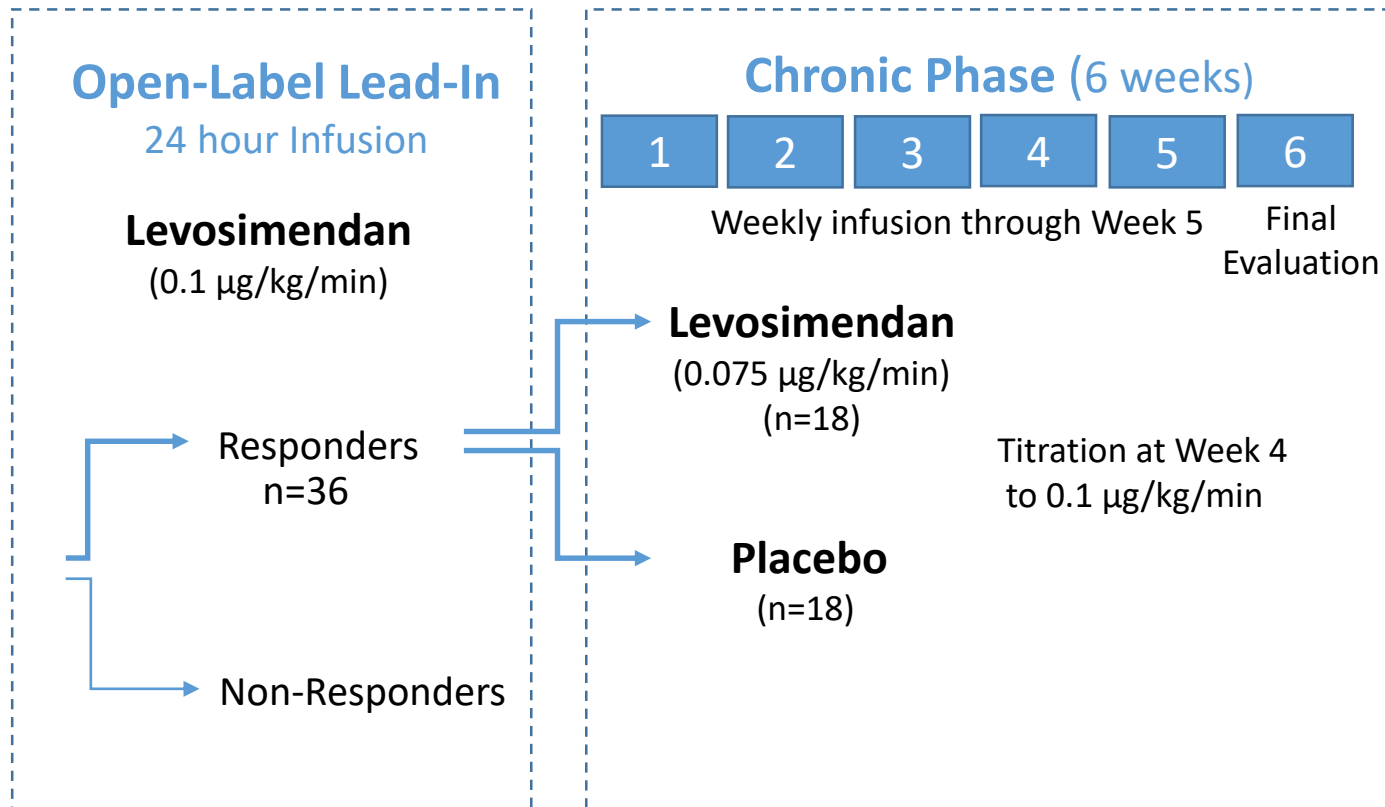 Open-Label Lead-In
24 hour Infusion
Levosimendan
(0.1 µg/kg/min)
Responders
n=36
Non-Responders
Chronic Phase (6 weeks)
1 2 3 4 5 6
Weekly infusion through Week 5
Final
Evaluation
Levosimendan
(0.075 µg/kg/min)
(n=18)
Titration at Week 4
to 0.1 µg/kg/min
Placebo
(n=18)